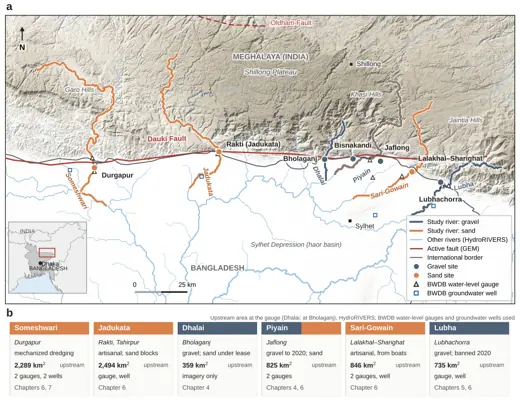 a
Oldham Fault
N
MEGHALAYA (INDIA)
Shillong
Shillong Plateau
Garo Hills
Khasi Hills
Jaintia Hills
Dauki Fault
Rakti (Jadukata)
Bisnakandi
Jaflong
Bholaganj
Lalakhal–Sharighat
Durgapur
Someshwari
Jadukata
Dhalai
Piyain
Sari-Gowain
Lubha
Lubhachorra
Sylhet
Sylhet Depression (haor basin)
BANGLADESH
0 25 km
Dhaka
BANGLADESH
Study river: gravel
Study river: sand
Other rivers (HydroRIVERS)
Active fault (GEM)
International border
Gravel site
Sand site
BWDB water-level gauge
BWDB groundwater well
b
Upstream area at the gauge (Dhalai: at Bholaganj). HydroRIVERS; BWDB water-level gauges and groundwater wells used
Someshwari
Durgapur
mechanized dredging
2,289 km² upstream
2 gauges, 2 wells
Chapters 6, 7
Jadukata
Rakti, Tahirpur
artisanal; sand blocks
2,494 km² upstream
gauge, well
Chapter 6
Dhalai
Bholaganj
gravel; sand under lease
359 km² upstream
imagery only
Chapter 4
Piyain
Jaflong
gravel to 2020; sand
825 km² upstream
2 gauges
Chapters 4, 6
Sari-Gowain
Lalakhal–Sharighat
artisanal, from boats
846 km² upstream
2 gauges, well
Chapter 6
Lubha
Lubhachorra
gravel; banned 2020
735 km² upstream
gauge, well
Chapters 5, 6